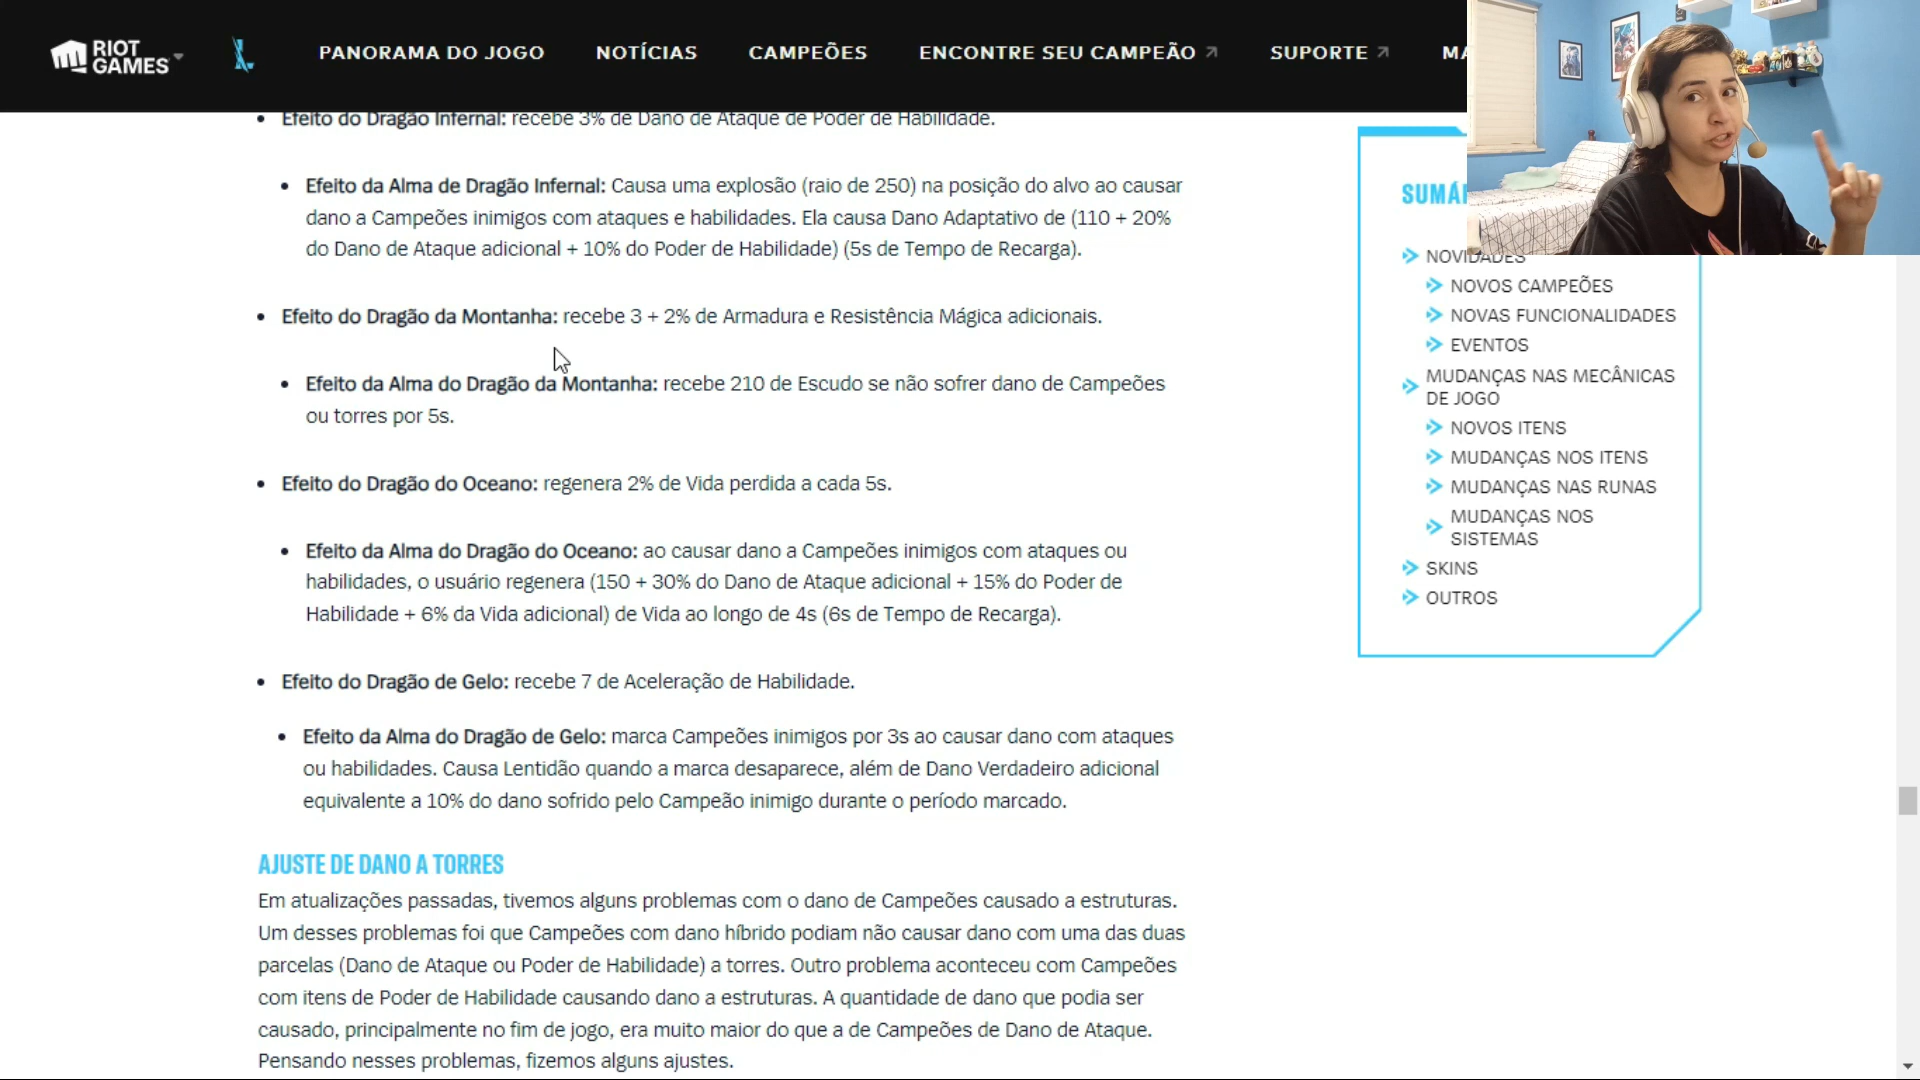 RIOT GAMES
PANORAMA DO JOGO
NOTÍCIAS
CAMPEÕES
ENCONTRE SEU CAMPEÃO
SUPORTE
Efeito do Dragão Infernal: recebe 3% de Dano de Ataque de Poder de Habilidade.
Efeito da Alma de Dragão Infernal: Causa uma explosão (raio de 250) na posição do alvo ao causar
dano a Campeões inimigos com ataques e habilidades. Ela causa Dano Adaptativo de (110 + 20%
do Dano de Ataque adicional + 10% do Poder de Habilidade) (5s de Tempo de Recarga).
Efeito do Dragão da Montanha: recebe 3 + 2% de Armadura e Resistência Mágica adicionais.
Efeito da Alma do Dragão da Montanha: recebe 210 de Escudo se não sofrer dano de Campeões
ou torres por 5s.
Efeito do Dragão do Oceano: regenera 2% de Vida perdida a cada 5s.
Efeito da Alma do Dragão do Oceano: ao causar dano a Campeões inimigos com ataques ou
habilidades, o usuário regenera (150 + 30% do Dano de Ataque adicional + 15% do Poder de
Habilidade + 6% da Vida adicional) de Vida ao longo de 4s (6s de Tempo de Recarga).
Efeito do Dragão de Gelo: recebe 7 de Aceleração de Habilidade.
Efeito da Alma do Dragão de Gelo: marca Campeões inimigos por 3s ao causar dano com ataques
ou habilidades. Causa Lentidão quando a marca desaparece, além de Dano Verdadeiro adicional
equivalente a 10% do dano sofrido pelo Campeão inimigo durante o período marcado.
AJUSTE DE DANO A TORRES
Em atualizações passadas, tivemos alguns problemas com o dano de Campeões causado a estruturas.
Um desses problemas foi que Campeões com dano híbrido podiam não causar dano com uma das duas
parcelas (Dano de Ataque ou Poder de Habilidade) a torres. Outro problema aconteceu com Campeões
com itens de Poder de Habilidade causando dano a estruturas. A quantidade de dano que podia ser
causado, principalmente no fim de jogo, era muito maior do que a de Campeões de Dano de Ataque.
Pensando nesses problemas, fizemos alguns ajustes.
NOVIDADES
NOVOS CAMPEÕES
NOVAS FUNCIONALIDADES
EVENTOS
MUDANÇAS NAS MECÂNICAS
DE JOGO
NOVOS ITENS
MUDANÇAS NOS ITENS
MUDANÇAS NAS RUNAS
MUDANÇAS NOS
SISTEMAS
SKINS
OUTROS